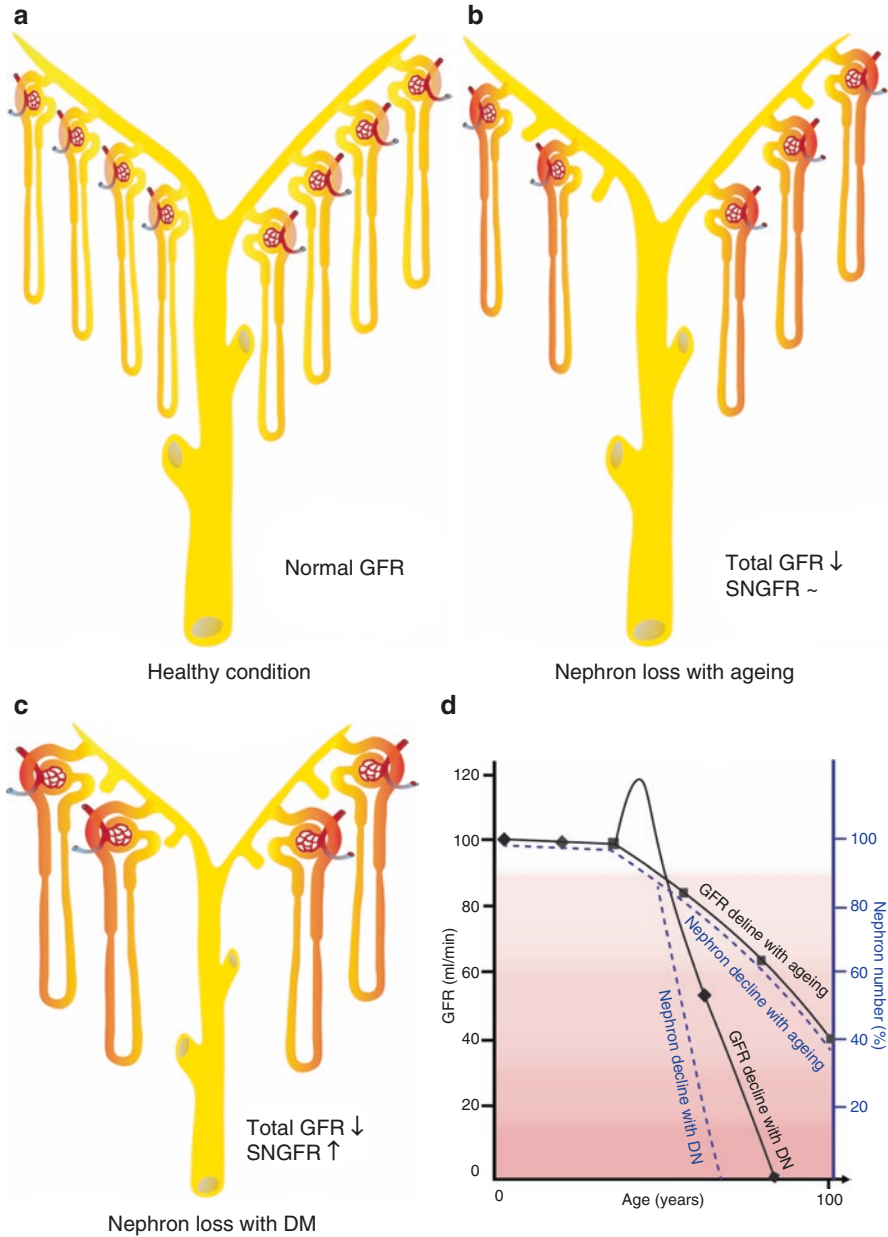 a
Normal GFR
Healthy condition
b
Total GFR ↓
SNGFR ~
Nephron loss with ageing
c
Total GFR ↓
SNGFR ↑
Nephron loss with DM
d
120
100
80
60
40
20
0
GFR (ml/min)
0
Age (years)
100
100
80
60
40
20
Nephron number (%)
GFR deline with ageing
Nephron decline with ageing
Nephron decline with DN
GFR decline with DN